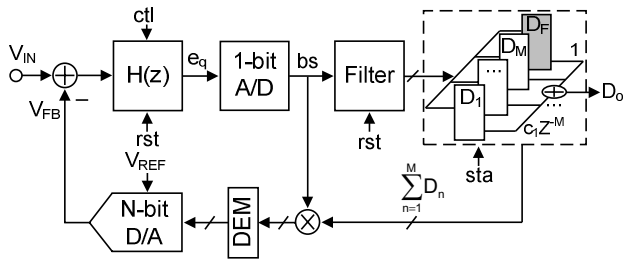 ctl
V_IN
+
−
V_FB
H(z)
rst
e_q
1-bit
A/D
bs
Filter
rst
D_1
...
D_M
D_F
1
+
...
c_1Z^-M
D_o
sta
V_REF
N-bit
D/A
DEM
×
M
∑D_n
n=1